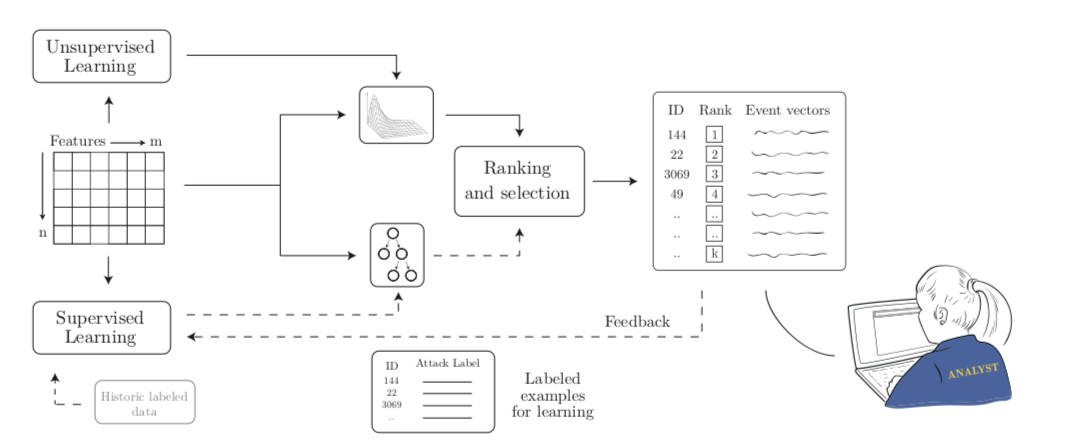 Unsupervised
Learning
Features m
n
Supervised
Learning
Historic labeled
data
Ranking
and selection
ID Rank Event vectors
144 1
22 2
3069 3
49 4
.. ..
.. ..
.. k
Feedback
ID Attack Label
144
22
3069
..
Labeled
examples
for learning
ANALYST